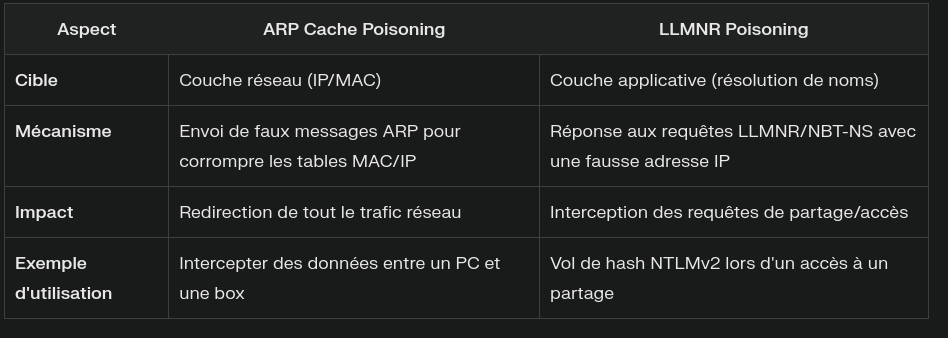 Aspect ARP Cache Poisoning LLMNR Poisoning
Cible Couche réseau (IP/MAC) Couche applicative (résolution de noms)
Mécanisme Envoi de faux messages ARP pour Réponse aux requêtes LLMNR/NBT-NS avec
corrompre les tables MAC/IP une fausse adresse IP
Impact Redirection de tout le trafic réseau Interception des requêtes de partage/accès
Exemple Intercepter des données entre un PC et Vol de hash NTLMv2 lors d'un accès à un
d'utilisation une box partage